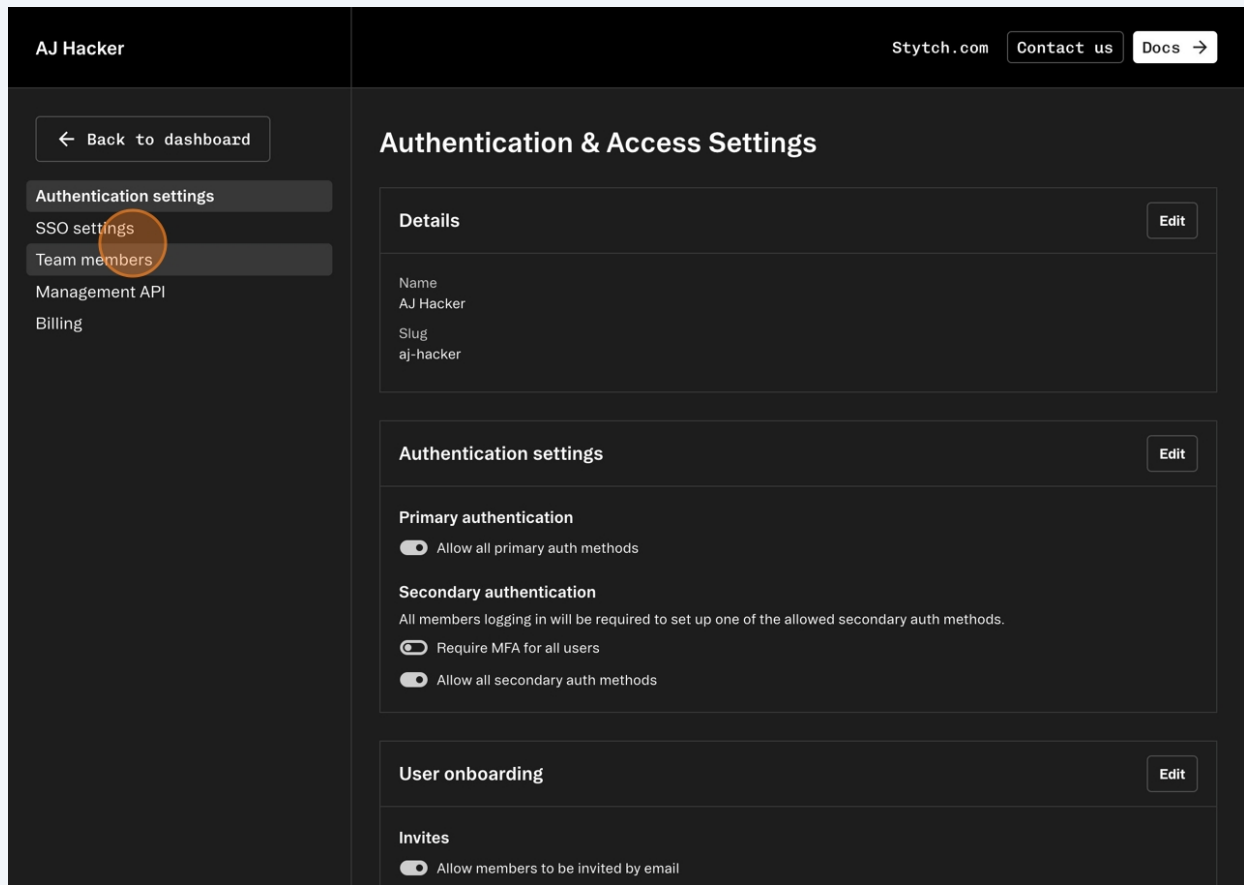 AJ Hacker
Stytch.com
Contact us
Docs →
← Back to dashboard
Authentication settings
SSO settings
Team members
Management API
Billing
Authentication & Access Settings
Details
Edit
Name
AJ Hacker
Slug
aj-hacker
Authentication settings
Edit
Primary authentication
Allow all primary auth methods
Secondary authentication
All members logging in will be required to set up one of the allowed secondary auth methods.
Require MFA for all users
Allow all secondary auth methods
User onboarding
Edit
Invites
Allow members to be invited by email